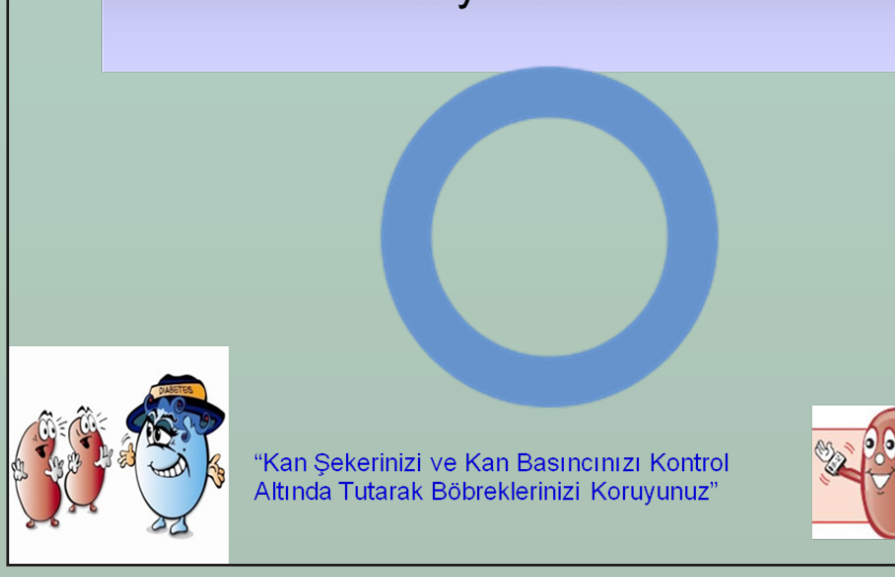 DIABETES
“Kan Şekerinizi ve Kan Basıncınızı Kontrol
Altında Tutarak Böbreklerinizi Koruyunuz”